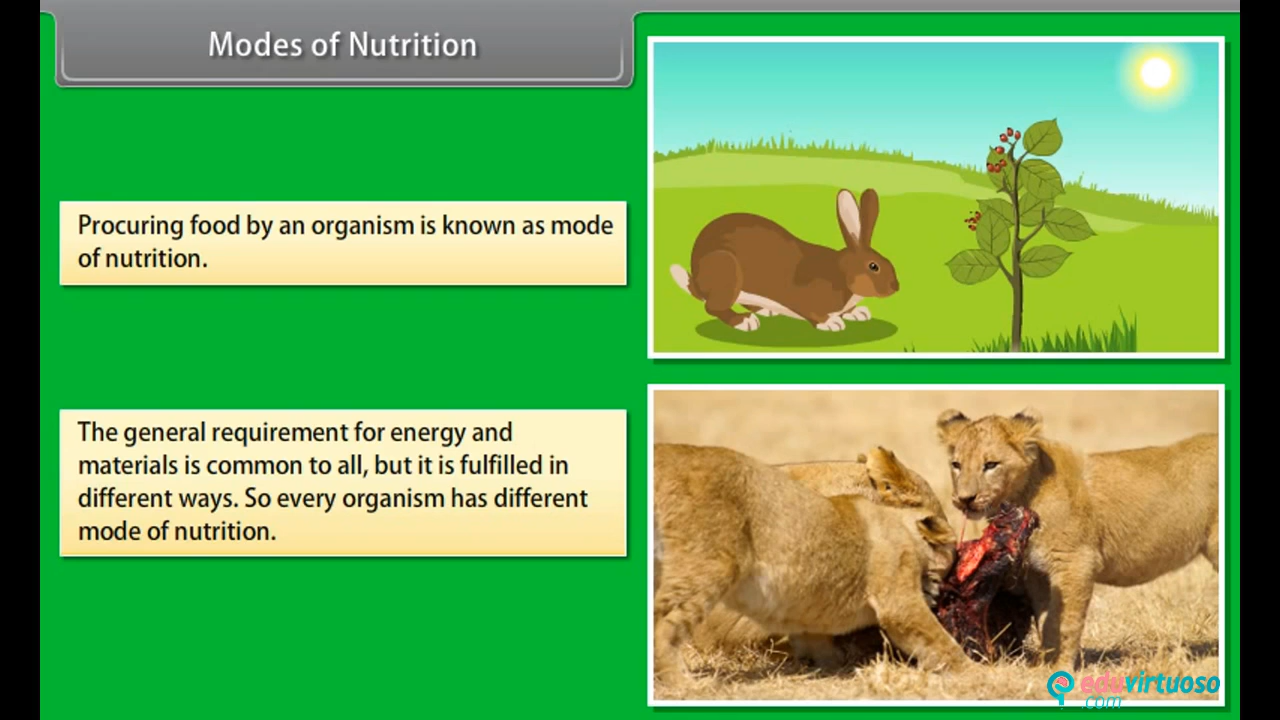 Modes of Nutrition
Procuring food by an organism is known as mode
of nutrition.
The general requirement for energy and
materials is common to all, but it is fulfilled in
different ways. So every organism has different
mode of nutrition.
eduvirtuoso
.com